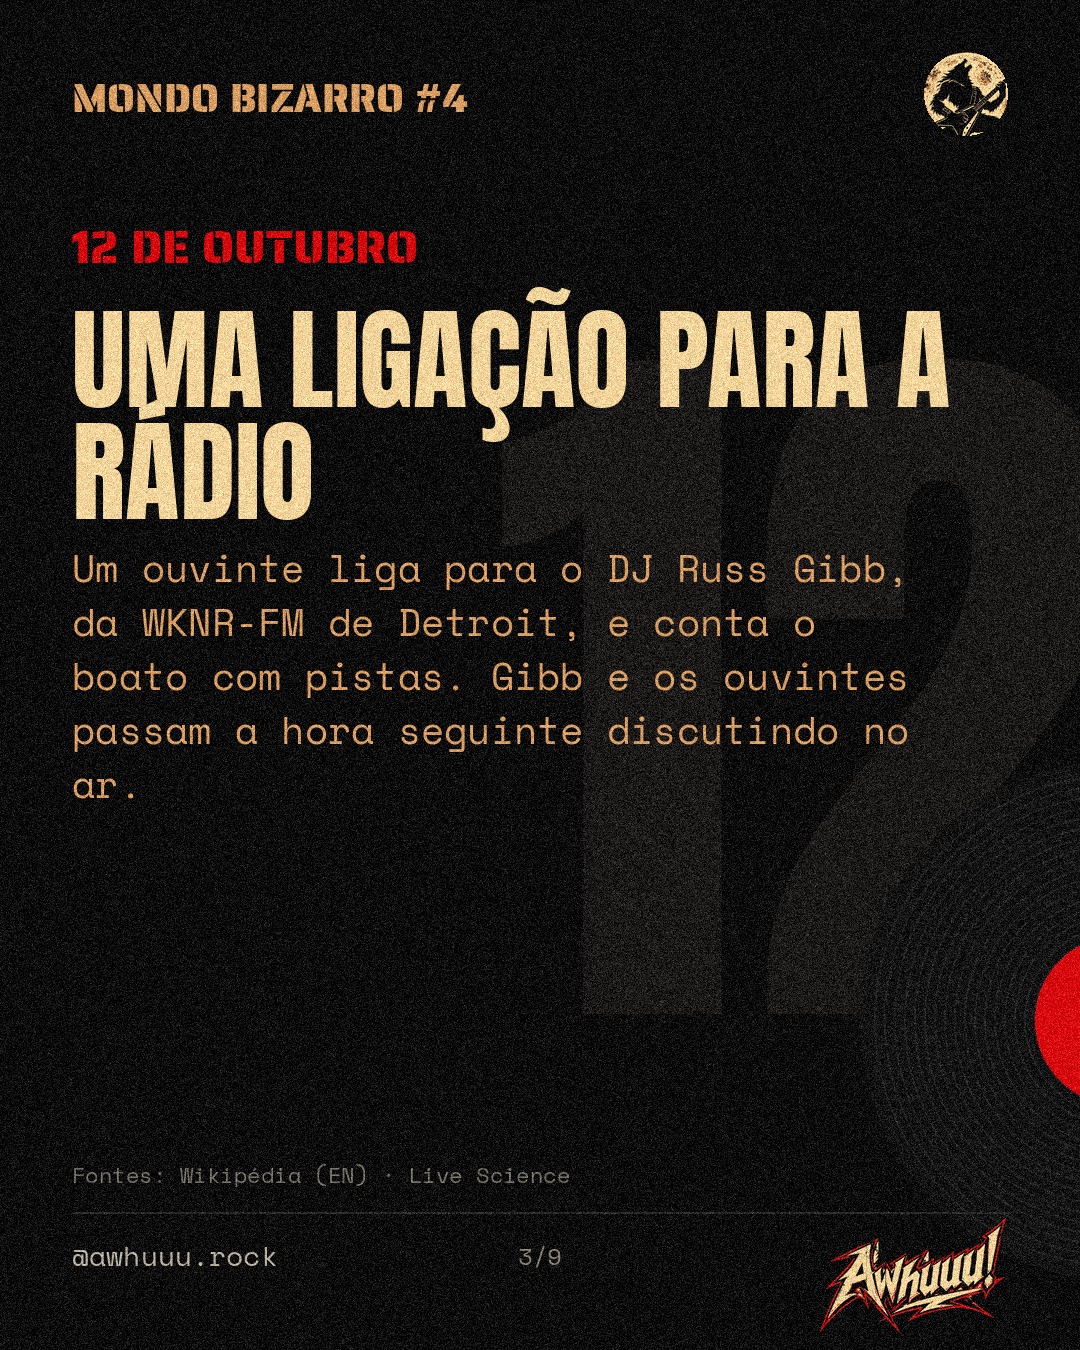 MONDO BIZARRO #4
12 DE OUTUBRO
UMA LIGAÇÃO PARA A
RÁDIO
Um ouvinte liga para o DJ Russ Gibb,
da WKNR-FM de Detroit, e conta o
boato com pistas. Gibb e os ouvintes
passam a hora seguinte discutindo no
ar.
12
Fontes: Wikipédia (EN) · Live Science
@awhuuu.rock
3/9
Awhuuu!